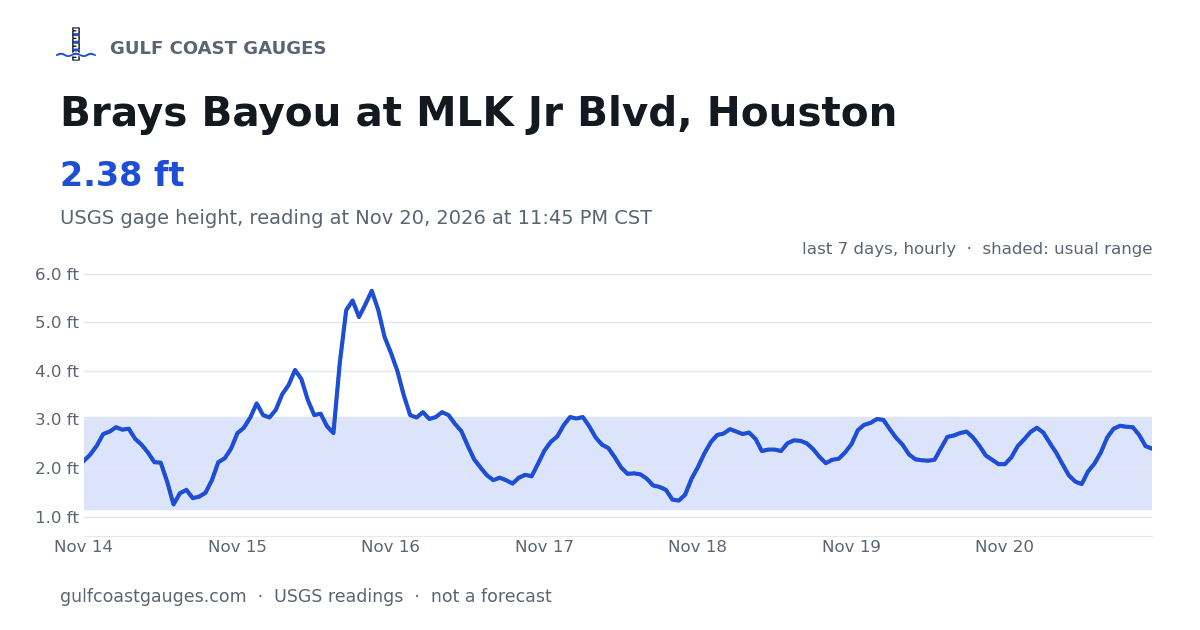 GULF COAST GAUGES
Brays Bayou at MLK Jr Blvd, Houston
2.38 ft
USGS gage height, reading at Nov 20, 2026 at 11:45 PM CST
last 7 days, hourly · shaded: usual range
6.0 ft
5.0 ft
4.0 ft
3.0 ft
2.0 ft
1.0 ft
Nov 14 Nov 15 Nov 16 Nov 17 Nov 18 Nov 19 Nov 20
gulfcoastgauges.com · USGS readings · not a forecast